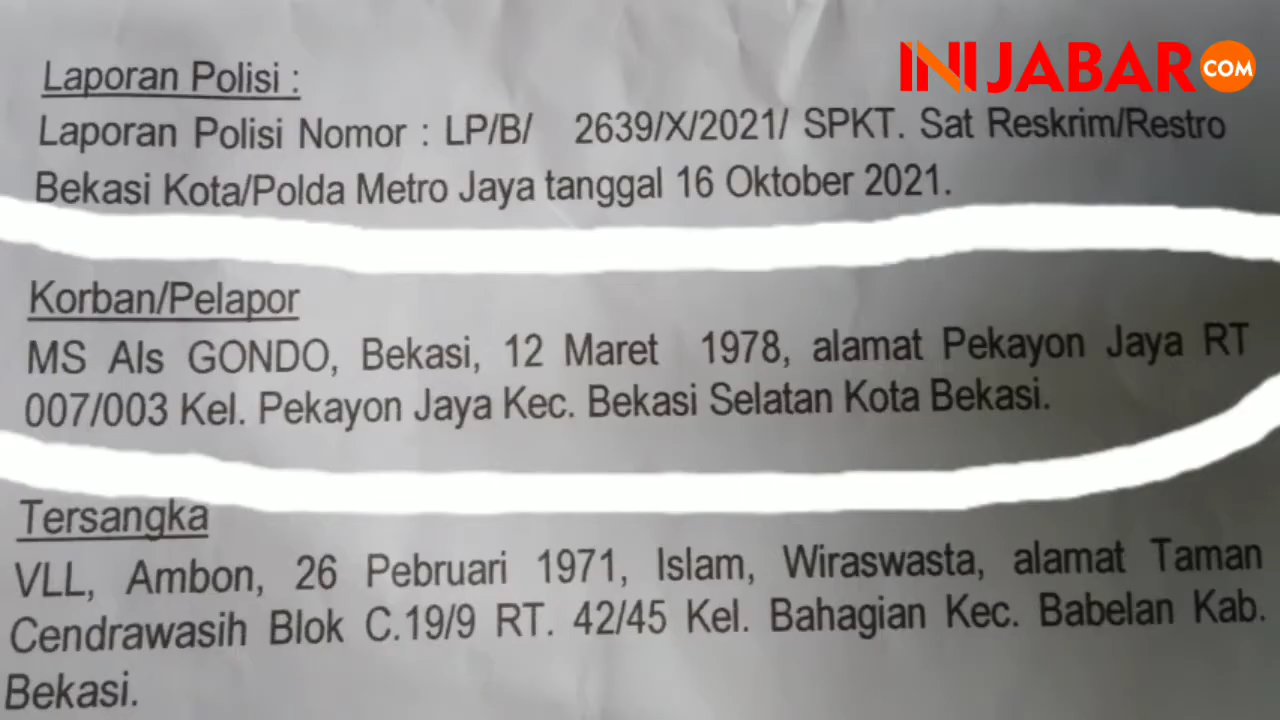 INIJABAR COM
Laporan Polisi :
Laporan Polisi Nomor : LP/B/ 2639/X/2021/ SPKT. Sat Reskrim/Restro
Bekasi Kota/Polda Metro Jaya tanggal 16 Oktober 2021.
Korban/Pelapor
MS Als GONDO, Bekasi, 12 Maret 1978, alamat Pekayon Jaya RT
007/003 Kel. Pekayon Jaya Kec. Bekasi Selatan Kota Bekasi.
Tersangka
VLL, Ambon, 26 Pebruari 1971, Islam, Wiraswasta, alamat Taman
Cendrawasih Blok C.19/9 RT. 42/45 Kel. Bahagian Kec. Babelan Kab.
Bekasi.